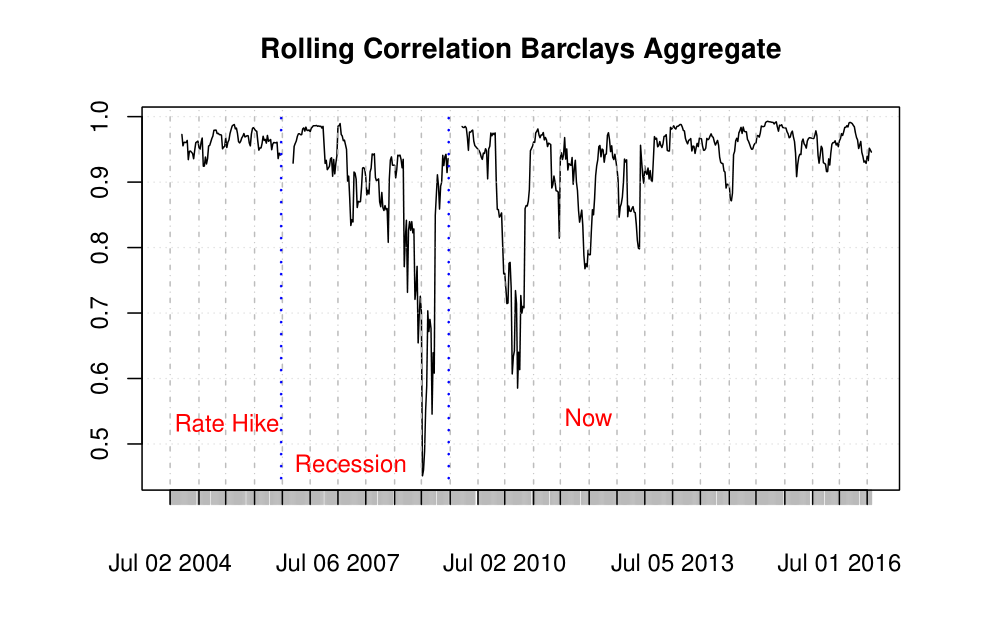 Rolling Correlation Barclays Aggregate
1.0
0.9
0.8
0.7
0.6
0.5
Rate Hike
Recession
Now
Jul 02 2004
Jul 06 2007
Jul 02 2010
Jul 05 2013
Jul 01 2016